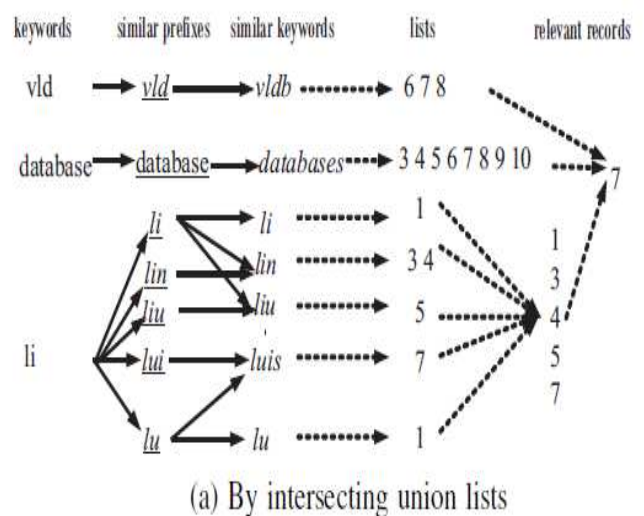 keywords similar prefixes similar keywords lists relevant records
vld vld vldb 6 7 8
database database databases 3 4 5 6 7 8 9 10
7
li li 1
1
lin lin 3 4
3
liu liu 5
4
li lui luis 7
5
7
lu lu 1
(a) By intersecting union lists